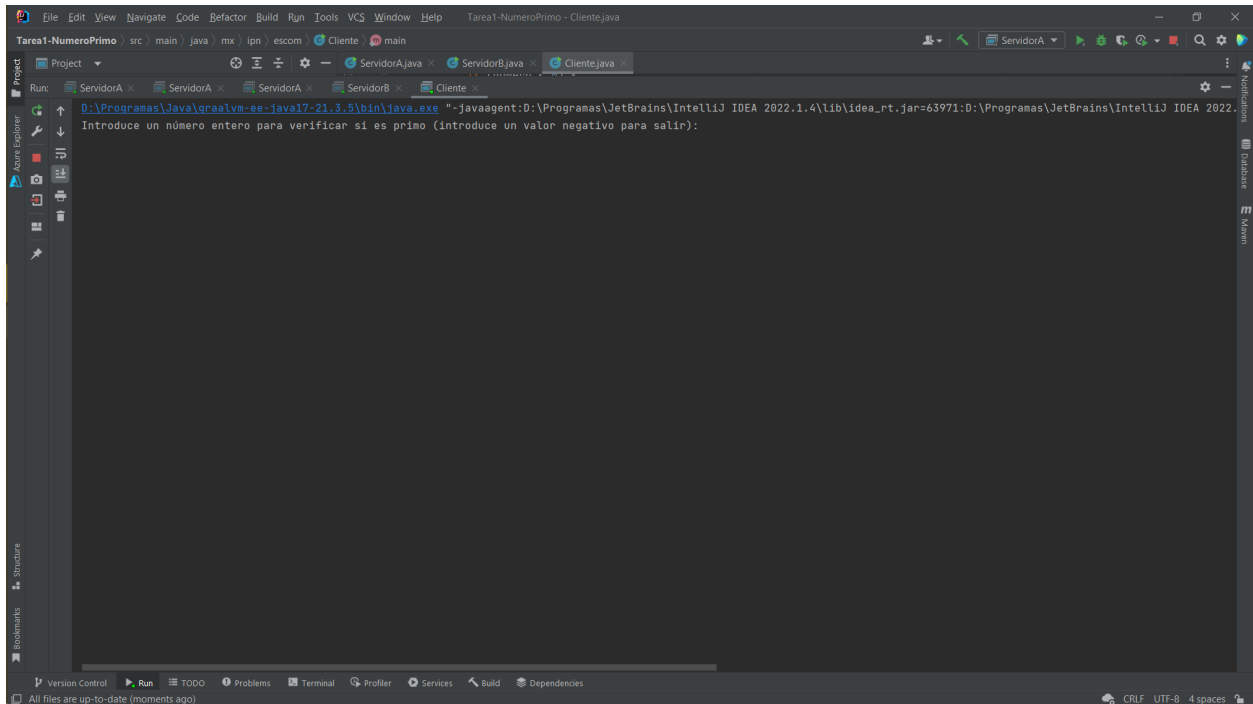 File Edit View Navigate Code Refactor Build Run Tools VCS Window Help Tarea1-NumeroPrimo - Cliente.java
Tarea1-NumeroPrimo src main java mx ipn escom Cliente main ServidorA
Project ServidorA.java ServidorB.java Cliente.java
Run: ServidorA ServidorA ServidorA ServidorB Cliente
D:\Programas\Java\graalvm-ee-java17-21.3.5\bin\java.exe "-javaagent:D:\Programas\JetBrains\IntelliJ IDEA 2022.1.4\lib\idea_rt.jar=63971:D:\Programas\JetBrains\IntelliJ IDEA 2022.
Introduce un número entero para verificar si es primo (introduce un valor negativo para salir):
Project
Azure Explorer
Structure
Bookmarks
Notifications
Database
Maven
Version Control Run TODO Problems Terminal Profiler Services Build Dependencies
All files are up-to-date (moments ago) CRLF UTF-8 4 spaces